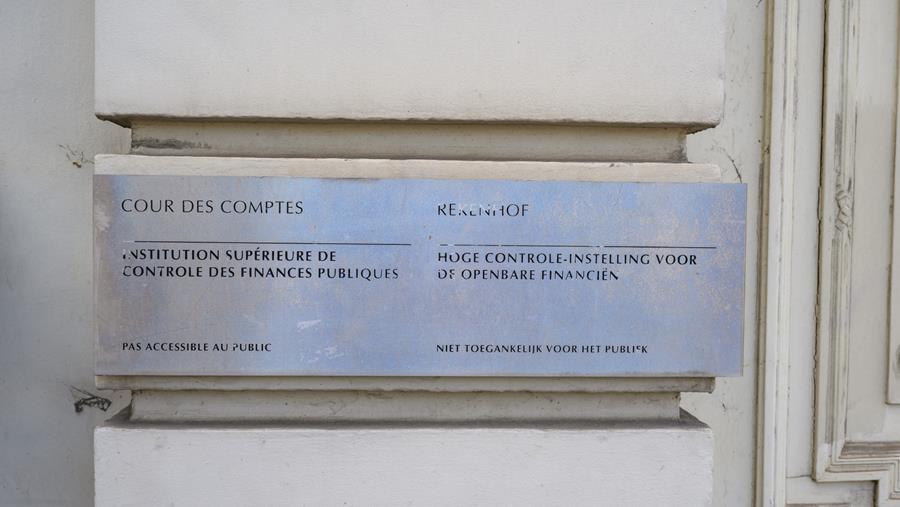 COUR DES COMPTES
INSTITUTION SUPÉRIEURE DE
CONTROLE DES FINANCES PUBLIQUES
PAS ACCESSIBLE AU PUBLIC
REKENHOF
HOGE CONTROLE-INSTELLING VOOR
DE OPENBARE FINANCIËN
NIET TOEGANKELIJK VOOR HET PUBLIEK